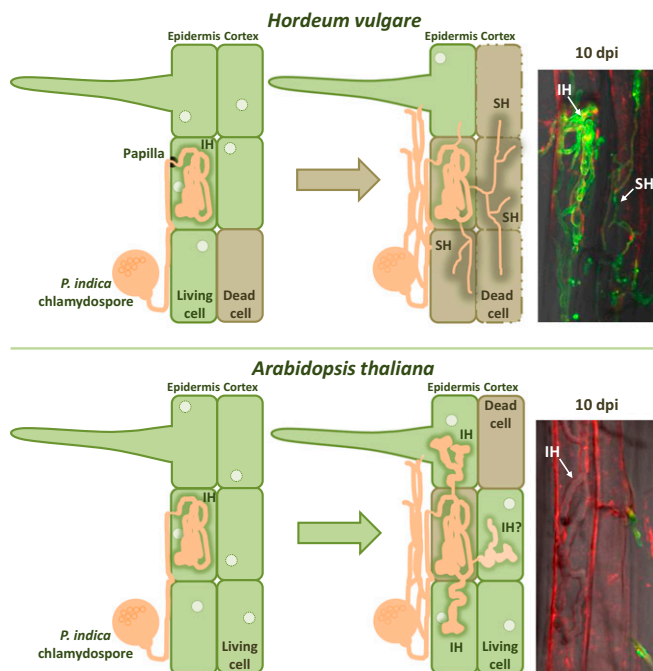 Hordeum vulgare
Epidermis Cortex
Epidermis Cortex
10 dpi
IH
SH
IH
Papilla
SH
SH
SH
P. indica
chlamydospore
Living
cell
Dead
cell
Dead
cell
Arabidopsis thaliana
Epidermis Cortex
Epidermis Cortex
10 dpi
Dead
cell
IH
IH
IH
IH?
P. indica
chlamydospore
Living
cell
IH
Living
cell